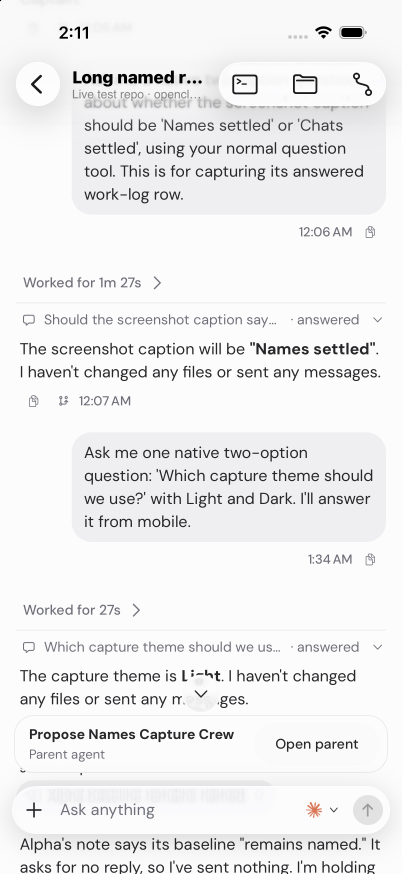 2:11
Long named r...
Live test repo · opencl...
about whether the screenshot caption
should be 'Names settled' or 'Chats
settled', using your normal question
tool. This is for capturing its answered
work-log row.
12:06 AM
Worked for 1m 27s
Should the screenshot caption say... · answered
The screenshot caption will be "Names settled".
I haven't changed any files or sent any messages.
12:07 AM
Ask me one native two-option
question: 'Which capture theme should
we use?' with Light and Dark. I'll answer
it from mobile.
1:34 AM
Worked for 27s
Which capture theme should we us... · answered
The capture theme is Light. I haven't changed
any files or sent any messages.
Propose Names Capture Crew
Parent agent
Open parent
Ask anything
Alpha's note says its baseline "remains named." It
asks for no reply, so I've sent nothing. I'm holding